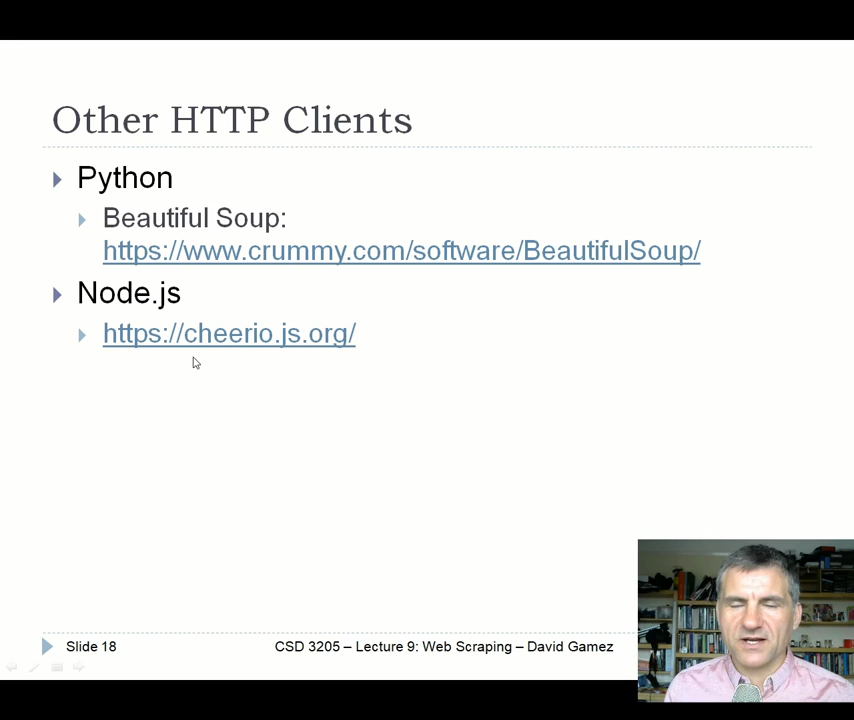 Other HTTP Clients
Python
Beautiful Soup:
https://www.crummy.com/software/BeautifulSoup/
Node.js
https://cheerio.js.org/
Slide 18
CSD 3205 – Lecture 9: Web Scraping – David Gamez